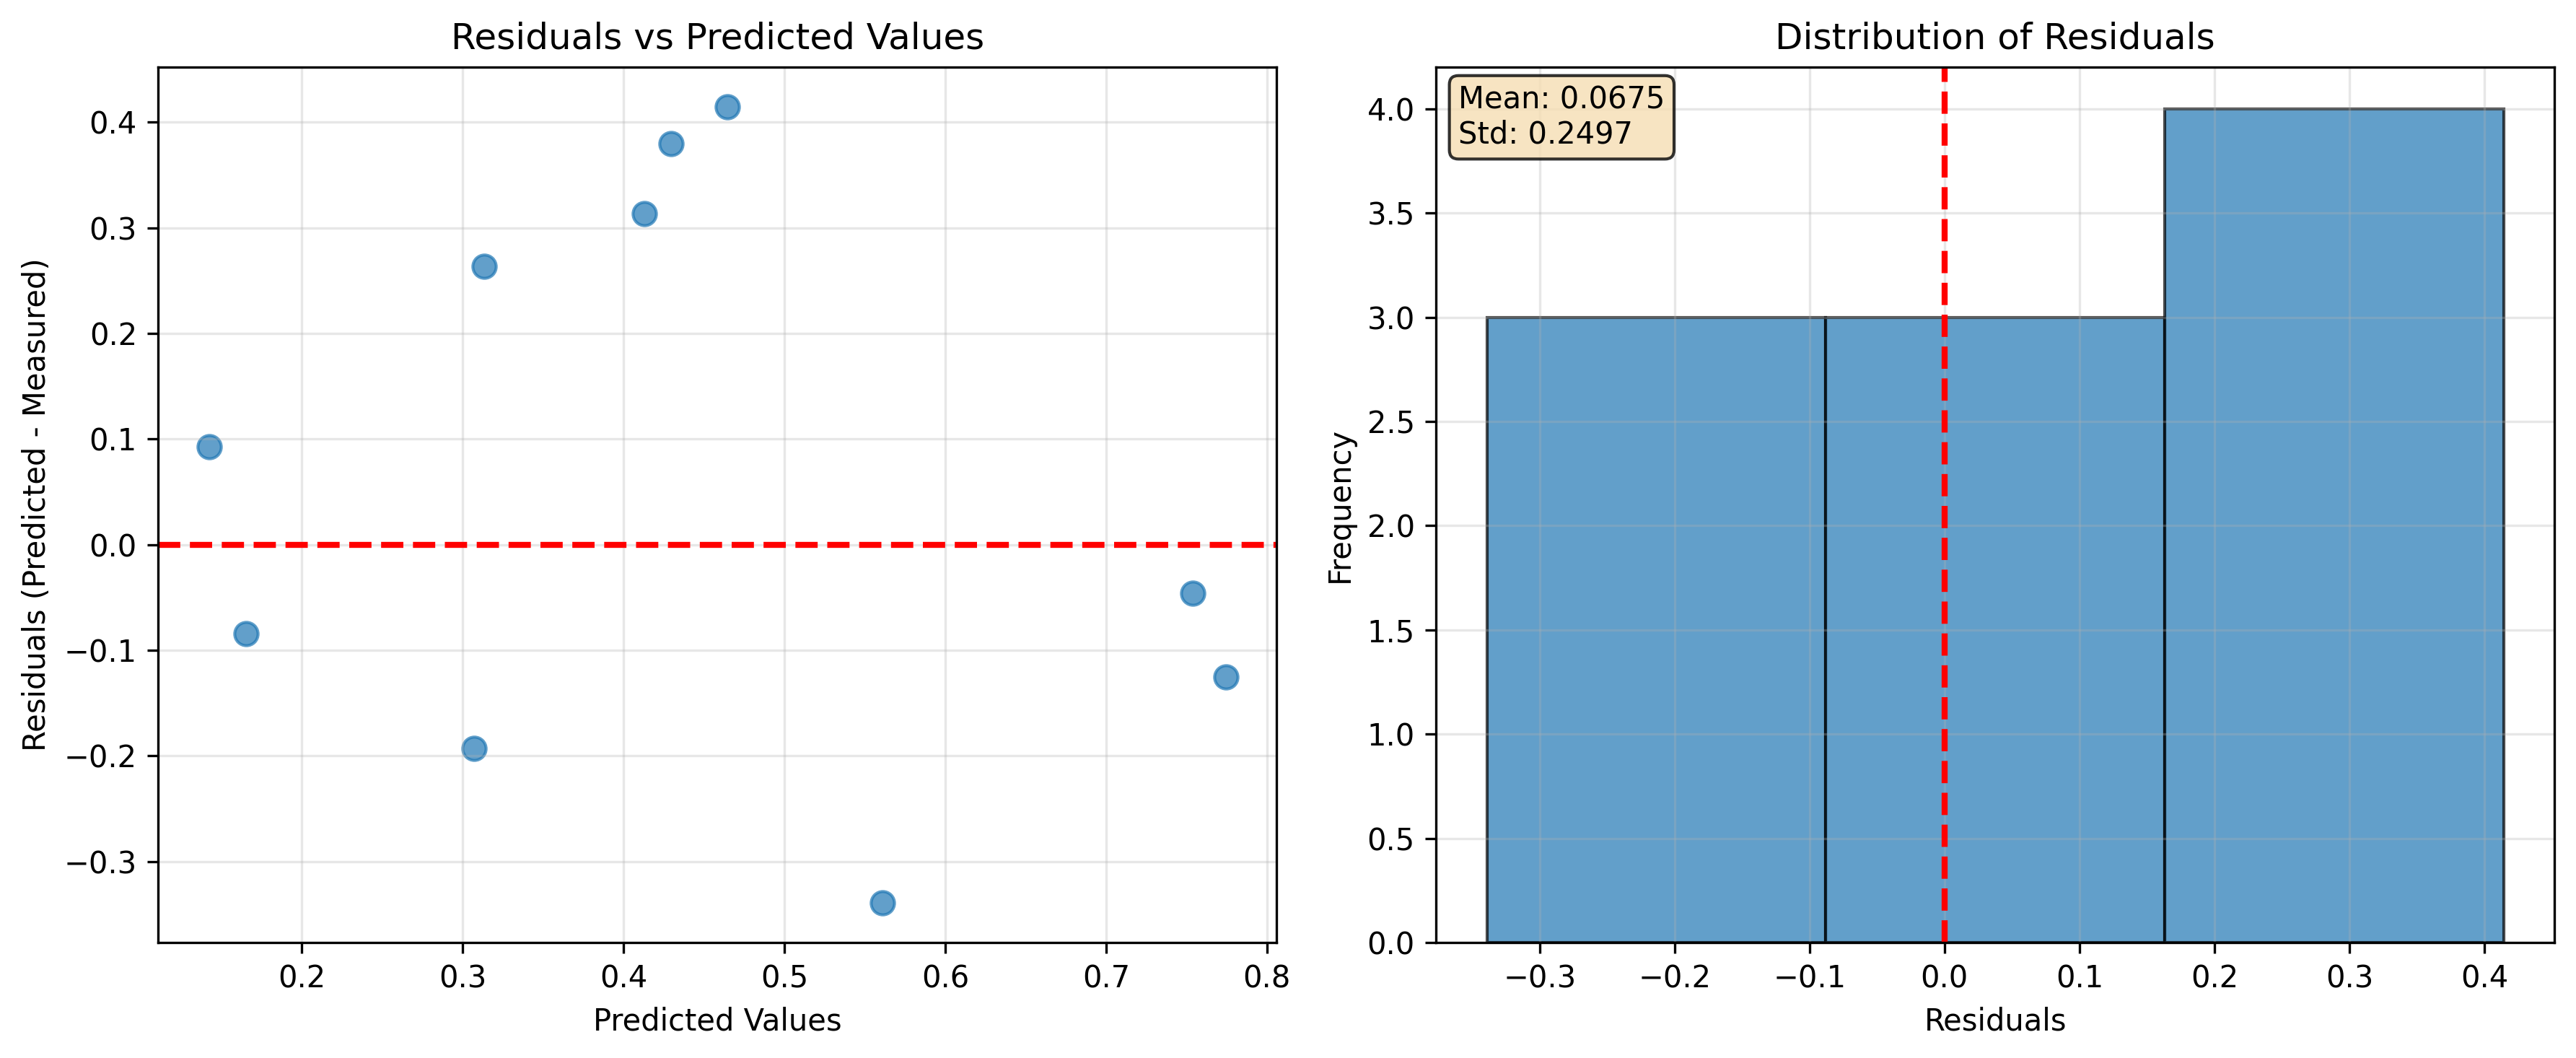 Residuals vs Predicted Values
Residuals (Predicted - Measured)
0.4
0.3
0.2
0.1
0.0
−0.1
−0.2
−0.3
0.2 0.3 0.4 0.5 0.6 0.7 0.8
Predicted Values
Distribution of Residuals
Mean: 0.0675
Std: 0.2497
Frequency
4.0
3.5
3.0
2.5
2.0
1.5
1.0
0.5
0.0
−0.3 −0.2 −0.1 0.0 0.1 0.2 0.3 0.4
Residuals